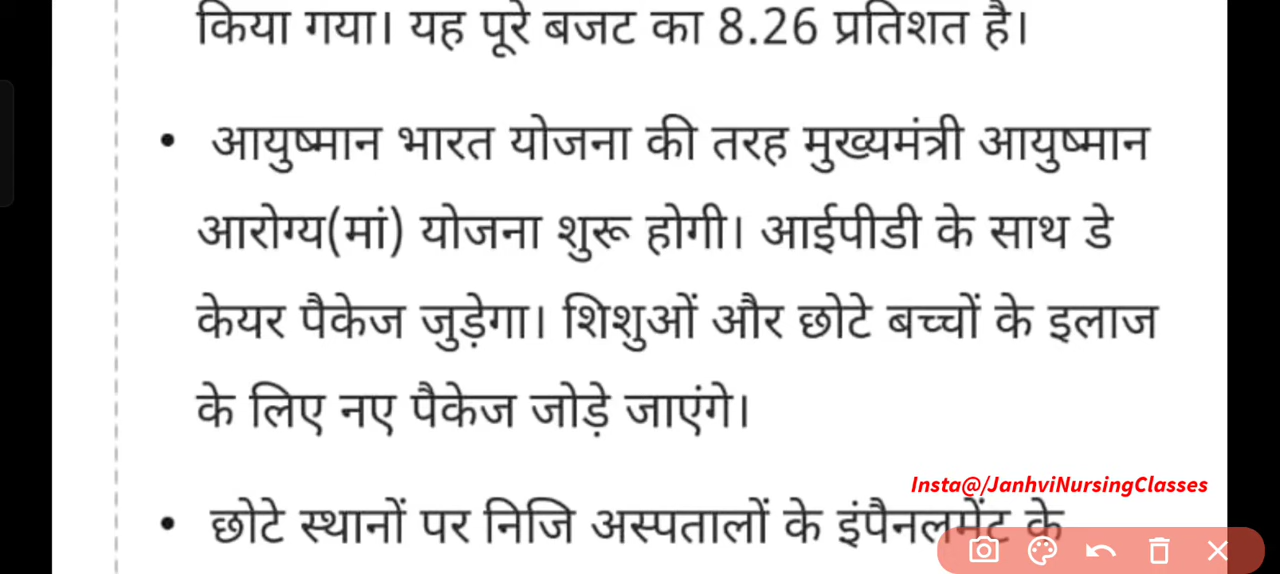 किया गया। यह पूरे बजट का 8.26 प्रतिशत है।
• आयुष्मान भारत योजना की तरह मुख्यमंत्री आयुष्मान
आरोग्य(मां) योजना शुरू होगी। आईपीडी के साथ डे
केयर पैकेज जुड़ेगा। शिशुओं और छोटे बच्चों के इलाज
के लिए नए पैकेज जोड़े जाएंगे।
Insta@/JanhviNursingClasses
• छोटे स्थानों पर निजि अस्पतालों के इंपैनलमेंट के